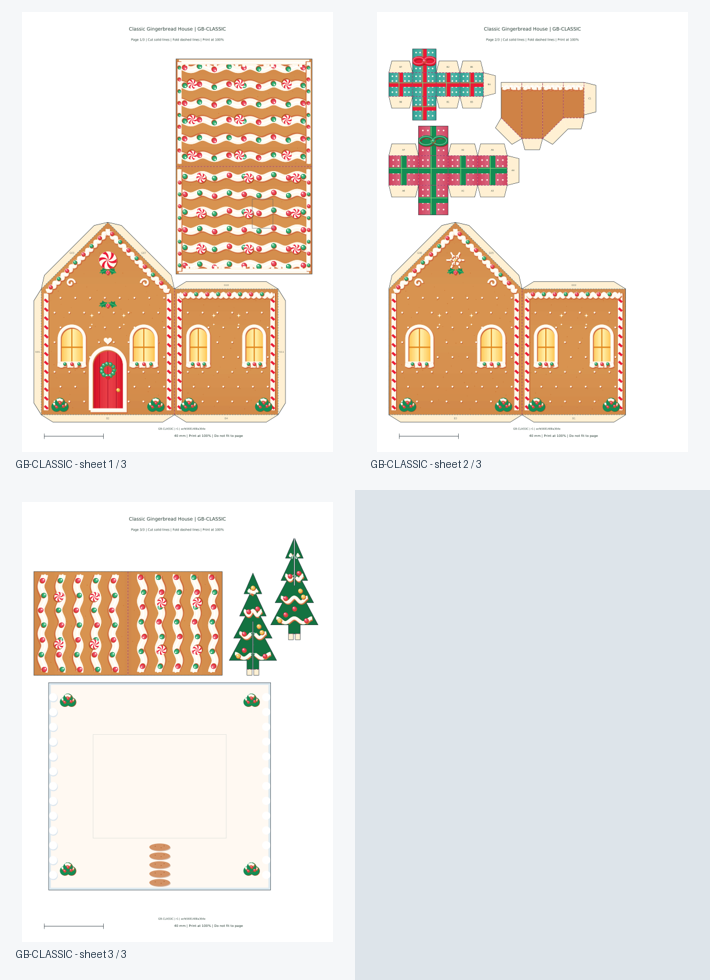 Classic Gingerbread House | GB-CLASSIC
Page 1/3 | Cut solid lines | Fold dashed lines | Print at 100%
90 mm | Print at 100% | Do not fit to page
GB-CLASSIC - sheet 1 / 3
Classic Gingerbread House | GB-CLASSIC
Page 2/3 | Cut solid lines | Fold dashed lines | Print at 100%
90 mm | Print at 100% | Do not fit to page
GB-CLASSIC - sheet 2 / 3
Classic Gingerbread House | GB-CLASSIC
Page 3/3 | Cut solid lines | Fold dashed lines | Print at 100%
90 mm | Print at 100% | Do not fit to page
GB-CLASSIC - sheet 3 / 3